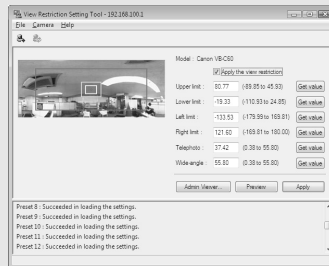 View Restriction Setting Tool - 192.168.100.1
File Camera Help
Model : Canon VB-C60
Apply the view restriction
Upper limit : 80.77 (-89.85 to 45.93) Get value
Lower limit : -19.33 (-110.93 to 24.85) Get value
Left limit : -133.53 (-179.99 to 169.81) Get value
Right limit : 121.60 (-169.81 to 180.00) Get value
Telephoto : 37.42 (0.38 to 55.80) Get value
Wide-angle : 55.80 (0.38 to 55.80) Get value
Admin Viewer... Preview Apply
Preset 8 : Succeeded in loading the settings.
Preset 9 : Succeeded in loading the settings.
Preset 10 : Succeeded in loading the settings.
Preset 11 : Succeeded in loading the settings.
Preset 12 : Succeeded in loading the settings.